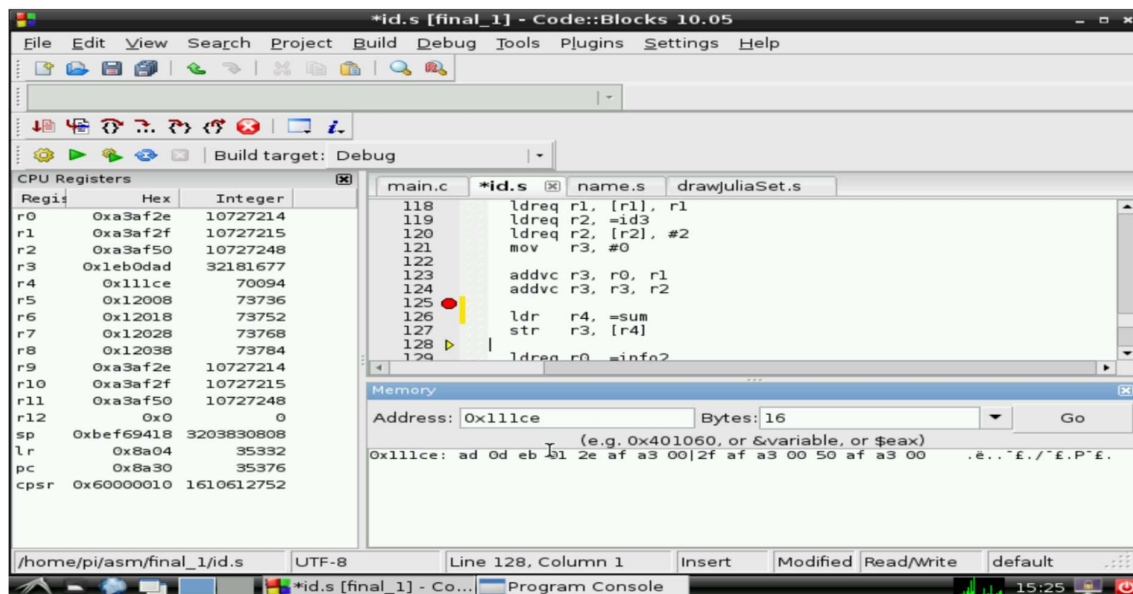 *id.s [final_1] - Code::Blocks 10.05
File Edit View Search Project Build Debug Tools Plugins Settings Help
Build target: Debug
CPU Registers
Regis Hex Integer
r0 0xa3af2e 10727214
r1 0xa3af2f 10727215
r2 0xa3af50 10727248
r3 0x1eb0dad 32181677
r4 0x111ce 70094
r5 0x12008 73736
r6 0x12018 73752
r7 0x12028 73768
r8 0x12038 73784
r9 0xa3af2e 10727214
r10 0xa3af2f 10727215
r11 0xa3af50 10727248
r12 0x0 0
sp 0xbef69418 3203830808
lr 0x8a04 35332
pc 0x8a30 35376
cpsr 0x60000010 1610612752
main.c *id.s name.s drawJuliaSet.s
118 ldreq r1, [r1], r1
119 ldreq r2, =id3
120 ldreq r2, [r2], #2
121 mov r3, #0
122
123 addvc r3, r0, r1
124 addvc r3, r3, r2
125
126 ldr r4, =sum
127 str r3, [r4]
128
129 ldreq r0, =info2
Memory
Address: 0x111ce Bytes: 16 Go
(e.g. 0x401060, or &variable, or $eax)
0x111ce: ad 0d eb 01 2e af a3 00|2f af a3 00 50 af a3 00 .ë..¯£./¯£.P¯£.
/home/pi/asm/final_1/id.s UTF-8 Line 128, Column 1 Insert Modified Read/Write default
*id.s [final_1] - Co... Program Console 15:25